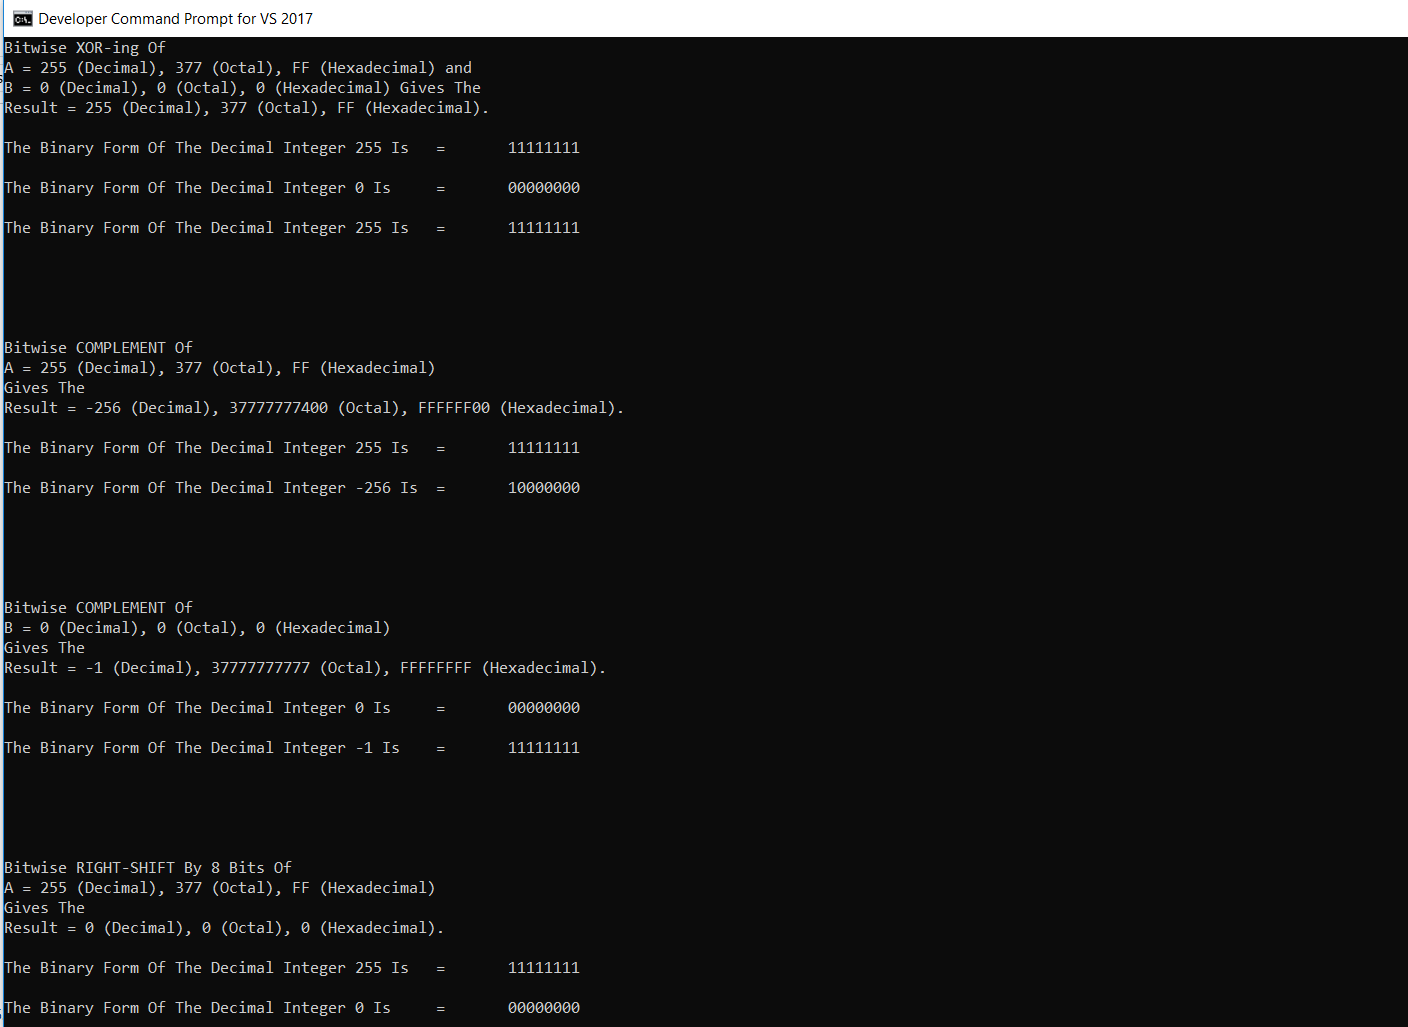 Developer Command Prompt for VS 2017
Bitwise XOR-ing Of
A = 255 (Decimal), 377 (Octal), FF (Hexadecimal) and
B = 0 (Decimal), 0 (Octal), 0 (Hexadecimal) Gives The
Result = 255 (Decimal), 377 (Octal), FF (Hexadecimal).
The Binary Form Of The Decimal Integer 255 Is   =       11111111
The Binary Form Of The Decimal Integer 0 Is     =       00000000
The Binary Form Of The Decimal Integer 255 Is   =       11111111
Bitwise COMPLEMENT Of
A = 255 (Decimal), 377 (Octal), FF (Hexadecimal)
Gives The
Result = -256 (Decimal), 37777777400 (Octal), FFFFFF00 (Hexadecimal).
The Binary Form Of The Decimal Integer 255 Is   =       11111111
The Binary Form Of The Decimal Integer -256 Is  =       10000000
Bitwise COMPLEMENT Of
B = 0 (Decimal), 0 (Octal), 0 (Hexadecimal)
Gives The
Result = -1 (Decimal), 37777777777 (Octal), FFFFFFFF (Hexadecimal).
The Binary Form Of The Decimal Integer 0 Is     =       00000000
The Binary Form Of The Decimal Integer -1 Is    =       11111111
Bitwise RIGHT-SHIFT By 8 Bits Of
A = 255 (Decimal), 377 (Octal), FF (Hexadecimal)
Gives The
Result = 0 (Decimal), 0 (Octal), 0 (Hexadecimal).
The Binary Form Of The Decimal Integer 255 Is   =       11111111
The Binary Form Of The Decimal Integer 0 Is     =       00000000